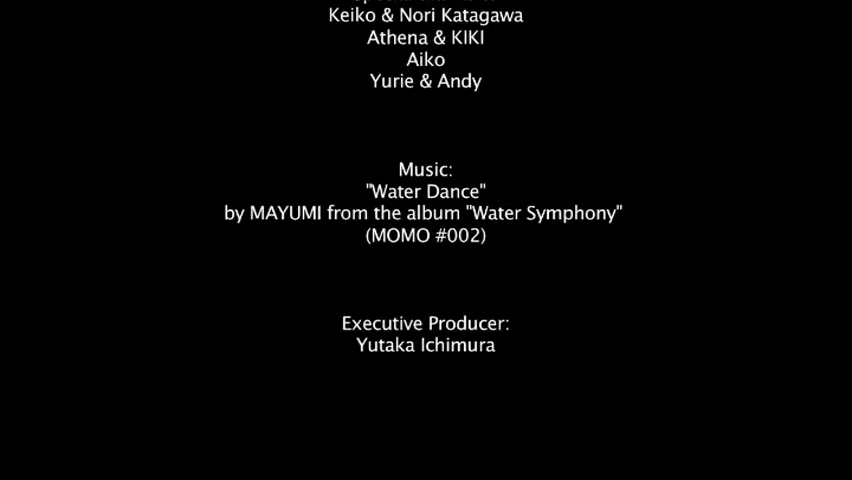 Keiko & Nori Katagawa
Athena & KIKI
Aiko
Yurie & Andy
Music:
"Water Dance"
by MAYUMI from the album "Water Symphony"
(MOMO #002)
Executive Producer:
Yutaka Ichimura